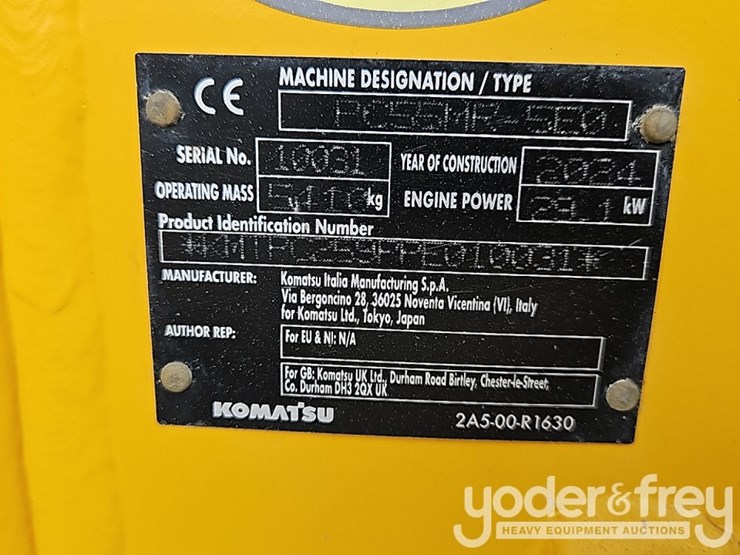 CE
MACHINE DESIGNATION / TYPE
PC55MR-5E0
SERIAL No. 10031 YEAR OF CONSTRUCTION 2024
OPERATING MASS 5410 kg ENGINE POWER 29.1 kW
Product Identification Number
MANUFACTURER: Komatsu Italia Manufacturing S.p.A.
Via Bergoncino 28, 36025 Noventa Vicentina (VI), Italy
for Komatsu Ltd., Tokyo, Japan
AUTHOR REP: For EU & NI: N/A
For GB: Komatsu UK Ltd., Durham Road Birtley, Chester-le-Street,
Co. Durham DH3 2QX UK
KOMATSU 2A5-00-R1630
yoder&frey
HEAVY EQUIPMENT AUCTIONS